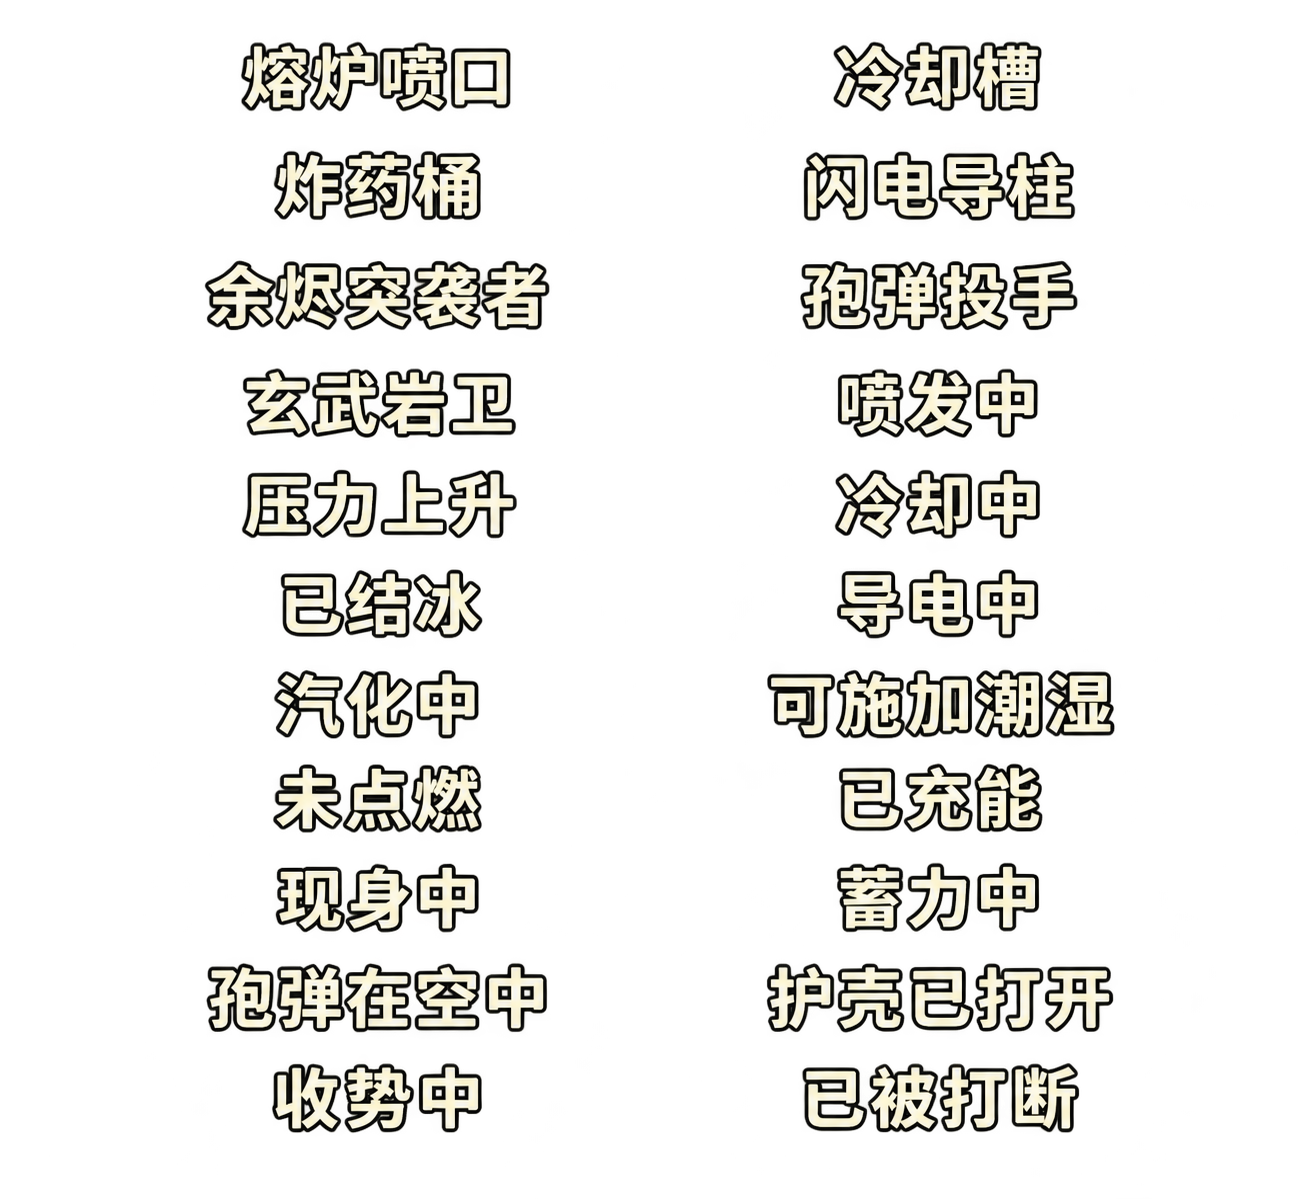 熔炉喷口
冷却槽
炸药桶
闪电导柱
余烬突袭者
孢弹投手
玄武岩卫
喷发中
压力上升
冷却中
已结冰
导电中
汽化中
可施加潮湿
未点燃
已充能
现身中
蓄力中
孢弹在空中
护壳已打开
收势中
已被打断